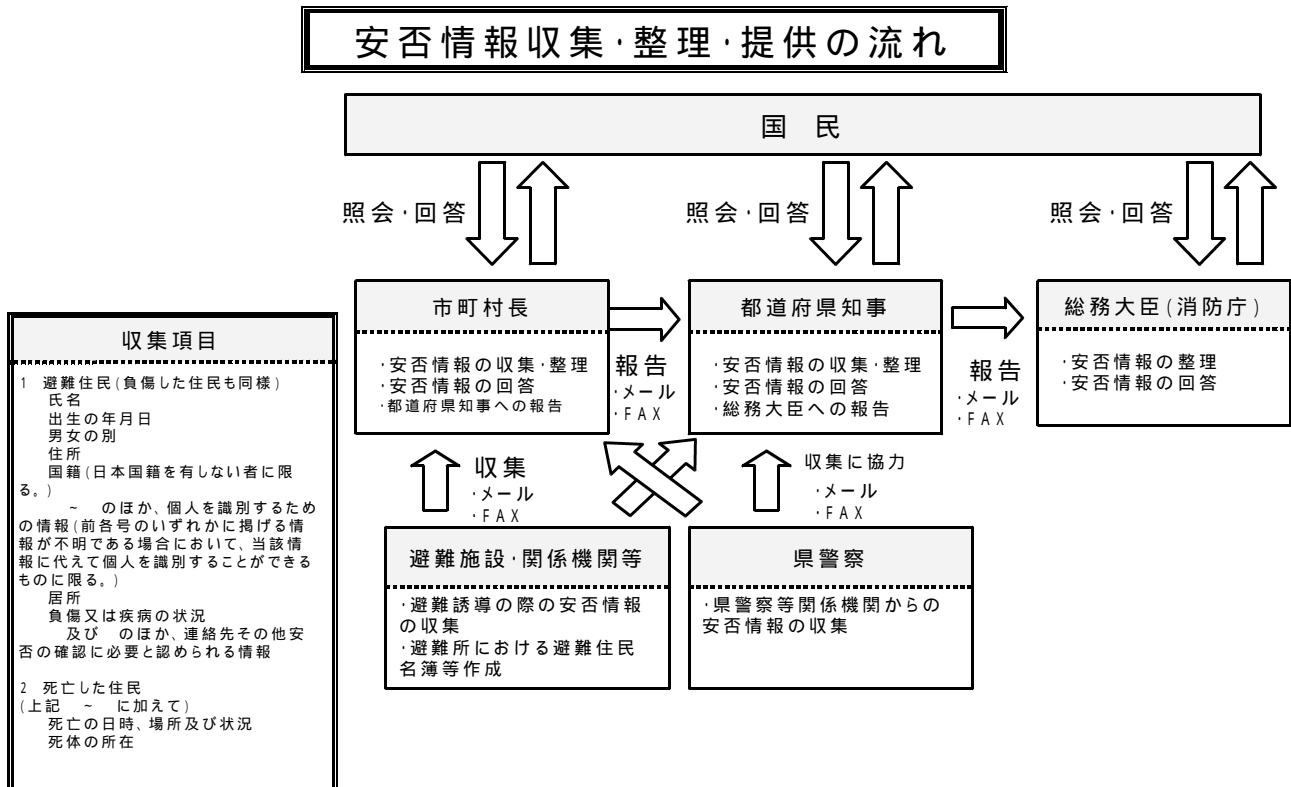 安否情報収集･整理･提供の流れ
国 民
照会･回答
照会･回答
照会･回答
市町村長
･安否情報の収集･整理
･安否情報の回答
･都道府県知事への報告
報告
･メール
･FAX
都道府県知事
･安否情報の収集･整理
･安否情報の回答
･総務大臣への報告
報告
･メール
･FAX
総務大臣(消防庁)
･安否情報の整理
･安否情報の回答
収集
･メール
･FAX
収集に協力
･メール
･FAX
避難施設･関係機関等
･避難誘導の際の安否情報
の収集
･避難所における避難住民
名簿等作成
県警察
･県警察等関係機関からの
安否情報の収集
収集項目
1 避難住民(負傷した住民も同様)
氏名
出生の年月日
男女の別
住所
国籍(日本国籍を有しない者に限
る。)
~ のほか、個人を識別するため
の情報(前各号のいずれかに掲げる情
報が不明である場合において、当該情
報に代えて個人を識別することができる
ものに限る。)
居所
負傷又は疾病の状況
及び のほか、連絡先その他安
否の確認に必要と認められる情報
2 死亡した住民
(上記 ~ に加えて)
死亡の日時、場所及び状況
死体の所在